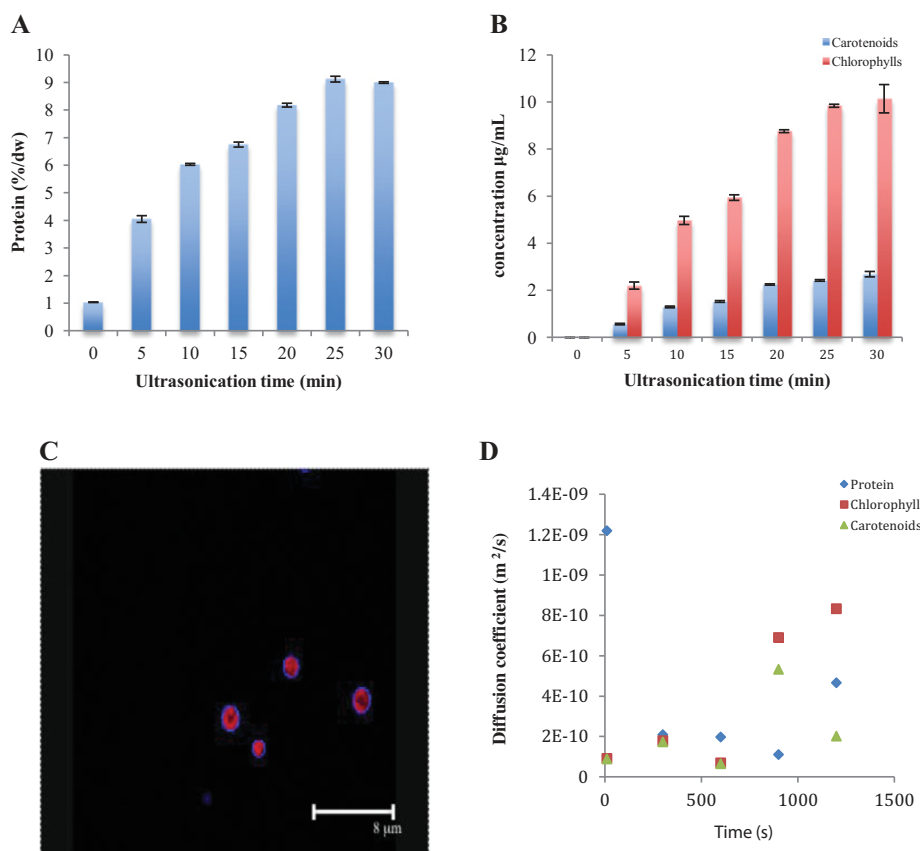 A
Protein (%/dw)
10
9
8
7
6
5
4
3
2
1
0
0 5 10 15 20 25 30
Ultrasonication time (min)
B
Carotenoids
Chlorophylls
concentration µg/mL
12
10
8
6
4
2
0
0 5 10 15 20 25 30
Ultrasonication time (min)
C
8 µm
D
Protein
Chlorophyll
Carotenoids
Diffusion coefficient (m ²/s)
1.4E-09
1.2E-09
1E-09
8E-10
6E-10
4E-10
2E-10
0
0 500 1000 1500
Time (s)